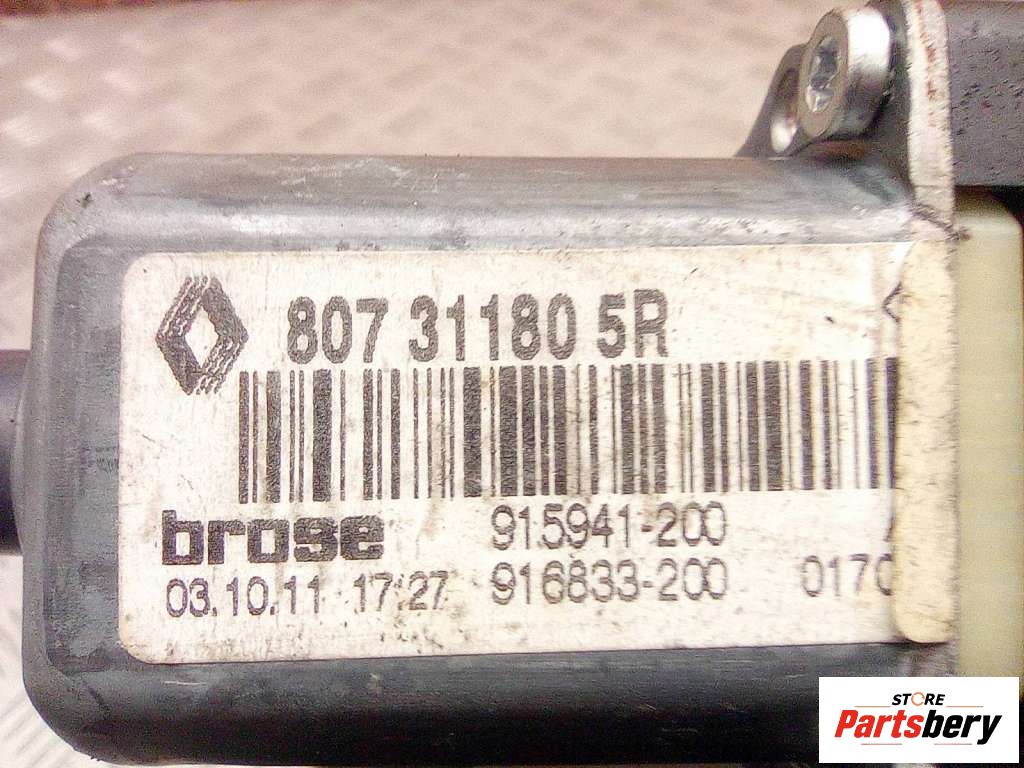 807 31180 5R
brose 915941-200
03.10.11 17:27 916833-200 0170
STORE
Partsbery